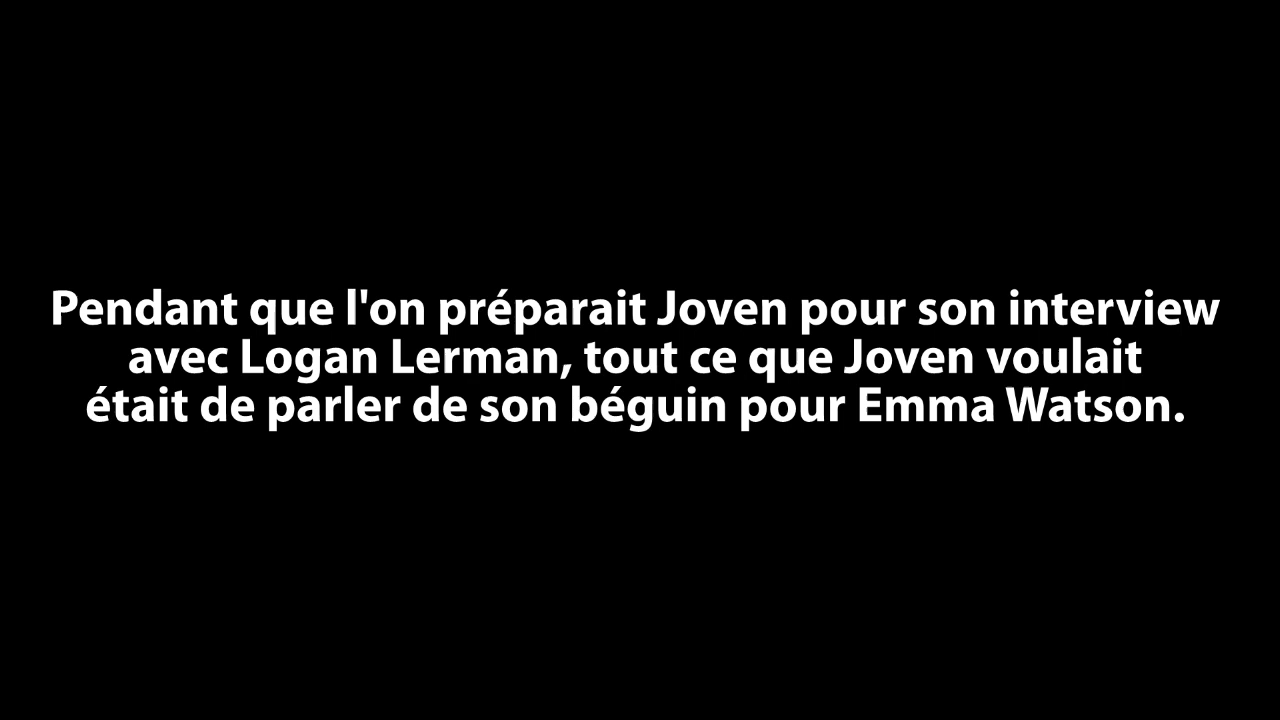 Pendant que l'on préparait Joven pour son interview
avec Logan Lerman, tout ce que Joven voulait
était de parler de son béguin pour Emma Watson.